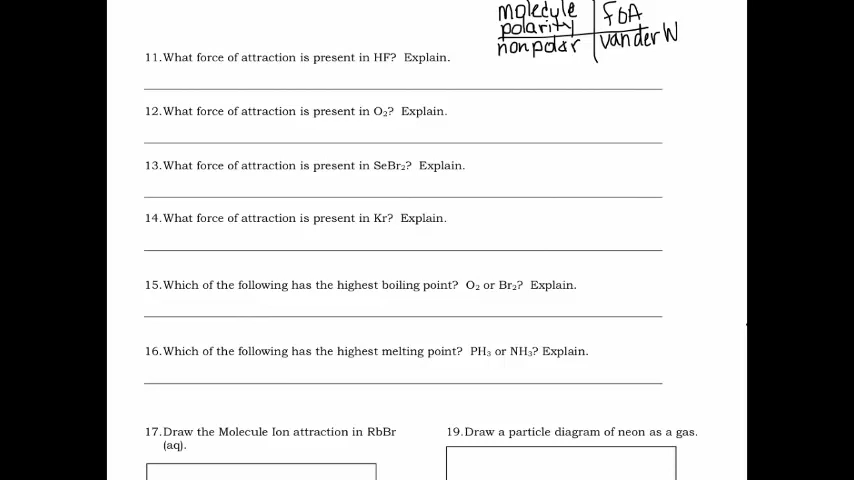 molecule polarity | FOA
nonpolar | van der W
11.What force of attraction is present in HF? Explain.
12.What force of attraction is present in O₂? Explain.
13.What force of attraction is present in SeBr₂? Explain.
14.What force of attraction is present in Kr? Explain.
15.Which of the following has the highest boiling point? O₂ or Br₂? Explain.
16.Which of the following has the highest melting point? PH₃ or NH₃? Explain.
17.Draw the Molecule Ion attraction in RbBr
(aq).
19.Draw a particle diagram of neon as a gas.